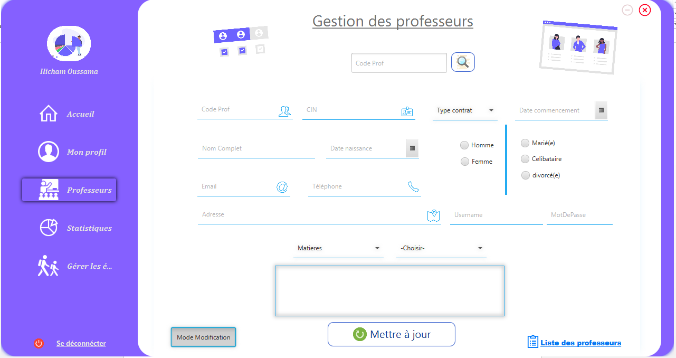 Gestion des professeurs
Hicham Oussama
Code Prof
Accueil
Mon profil
Professeurs
Statistiques
Gérer les é...
Se déconnécter
Code Prof
CIN
Type contrat
Date commencement
Nom Complet
Date naissance
Homme
Femme
Marié(e)
Celibataire
divorcé(e)
Email
Téléphone
Adresse
Username
MotDePasse
Matieres
-Choisir-
Mode Modification
Mettre à jour
Liste des professeurs